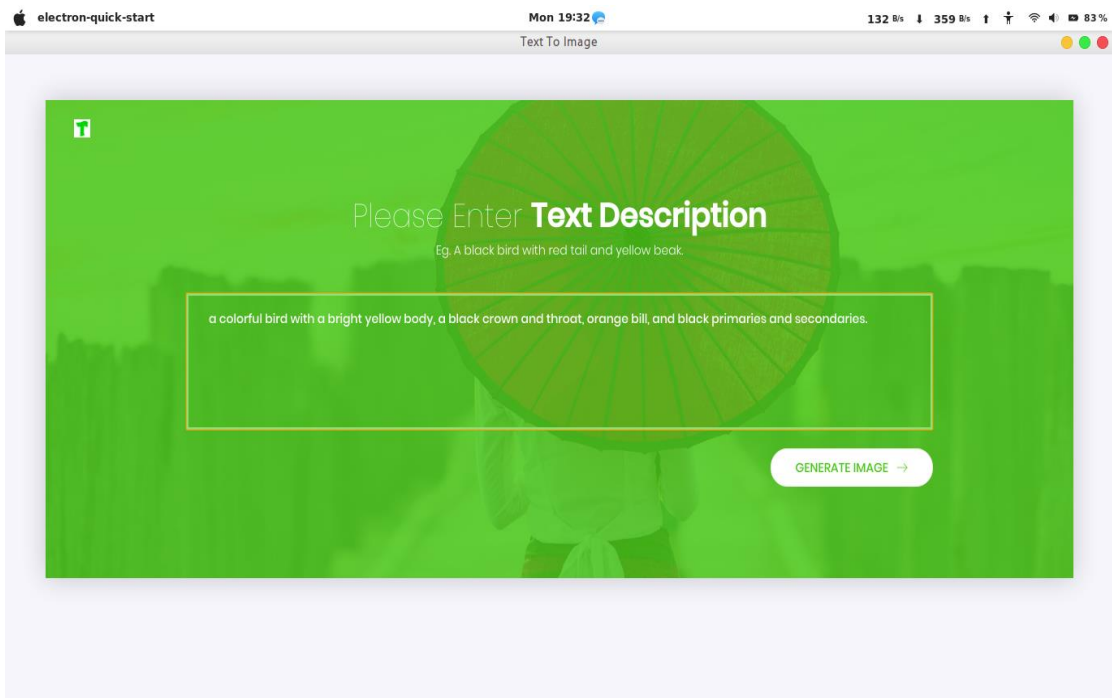 electron-quick-start Mon 19:32 132 B/s ⬇ 359 B/s ⬆ 83%
Text To Image
T
Please Enter Text Description
Eg. A black bird with red tail and yellow beak.
a colorful bird with a bright yellow body, a black crown and throat, orange bill, and black primaries and secondaries.
GENERATE IMAGE →